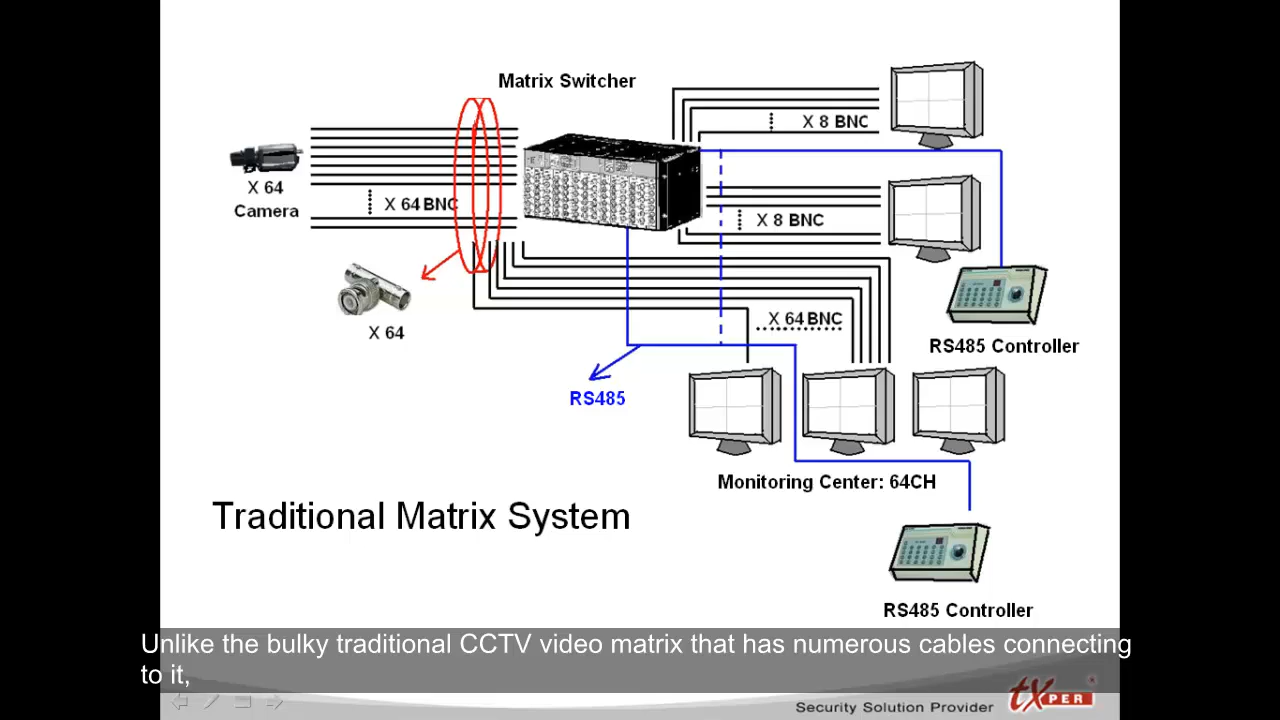 Matrix Switcher
X 8 BNC
X 64
Camera
X 64 BNC
X 8 BNC
X 64
X 64 BNC
RS485 Controller
RS485
Monitoring Center: 64CH
Traditional Matrix System
RS485 Controller
Unlike the bulky traditional CCTV video matrix that has numerous cables connecting
to it,
Security Solution Provider
txPER